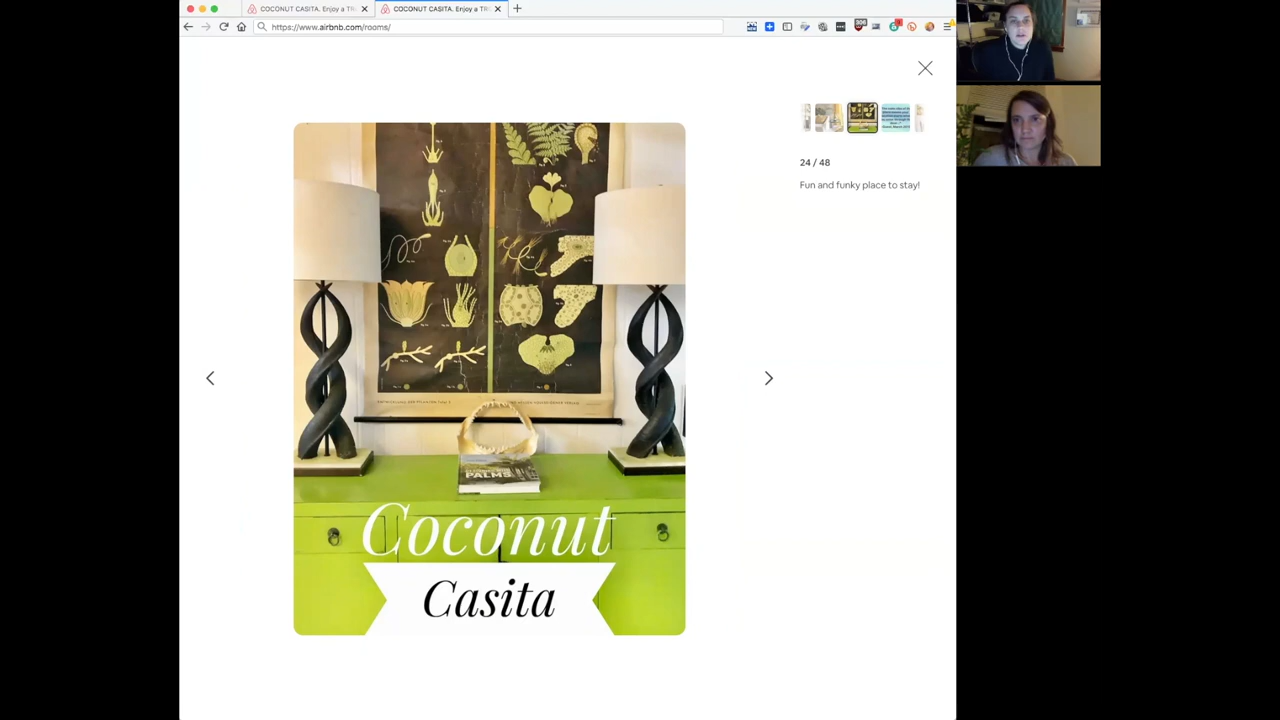 COCONUT CASITA. Enjoy a TR
COCONUT CASITA. Enjoy a TR
https://www.airbnb.com/rooms/
24 / 48
Fun and funky place to stay!
PALMS
Coconut
Casita